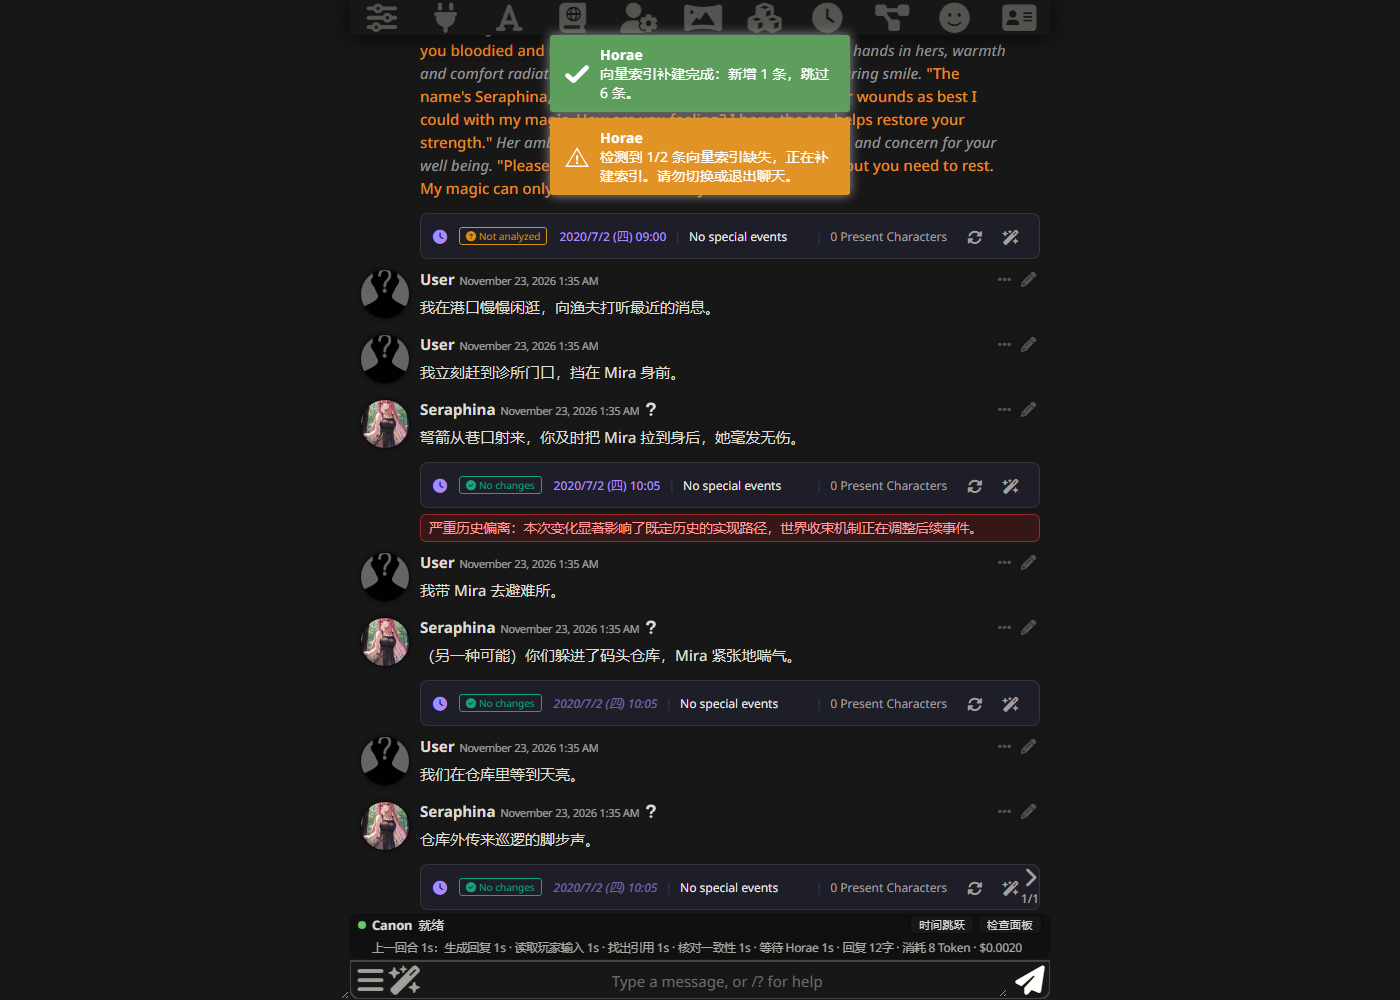 you bloodied and
hands in hers, warmth
and comfort radiat
ring smile. "The
name's Seraphina,
r wounds as best I
could with my mag
elps restore your
strength." Her amb
and concern for your
well being. "Please
but you need to rest.
My magic can only
Horae
向量索引补建完成：新增 1 条，跳过
6 条。
Horae
检测到 1/2 条向量索引缺失，正在补
建索引。请勿切换或退出聊天。
Not analyzed 2020/7/2 (四) 09:00 | No special events | 0 Present Characters
User November 23, 2026 1:35 AM
我在港口慢慢闲逛，向渔夫打听最近的消息。
User November 23, 2026 1:35 AM
我立刻赶到诊所门口，挡在 Mira 身前。
Seraphina November 23, 2026 1:35 AM ?
弩箭从巷口射来，你及时把 Mira 拉到身后，她毫发无伤。
No changes 2020/7/2 (四) 10:05 | No special events | 0 Present Characters
严重历史偏离：本次变化显著影响了既定历史的实现路径，世界收束机制正在调整后续事件。
User November 23, 2026 1:35 AM
我带 Mira 去避难所。
Seraphina November 23, 2026 1:35 AM ?
（另一种可能）你们躲进了码头仓库，Mira 紧张地喘气。
No changes 2020/7/2 (四) 10:05 | No special events | 0 Present Characters
User November 23, 2026 1:35 AM
我们在仓库里等到天亮。
Seraphina November 23, 2026 1:35 AM ?
仓库外传来巡逻的脚步声。
No changes 2020/7/2 (四) 10:05 | No special events | 0 Present Characters
1/1
Canon 就绪 时间跳跃 检查面板
上一回合 1s：生成回复 1s · 读取玩家输入 1s · 找出引用 1s · 核对一致性 1s · 等待 Horae 1s · 回复 12字 · 消耗 8 Token · $0.0020
Type a message, or /? for help